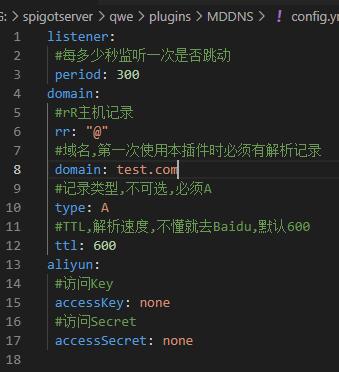 G: > spigotserver > qwe > plugins > MDDNS > ! config.ym
1 listener:
2 #每多少秒监听一次是否跳动
3 period: 300
4 domain:
5 #rR主机记录
6 rr: "@"
7 #域名,第一次使用本插件时必须有解析记录
8 domain: test.com
9 #记录类型,不可选,必须A
10 type: A
11 #TTL,解析速度,不懂就去Baidu,默认600
12 ttl: 600
13 aliyun:
14 #访问Key
15 accessKey: none
16 #访问Secret
17 accessSecret: none
18